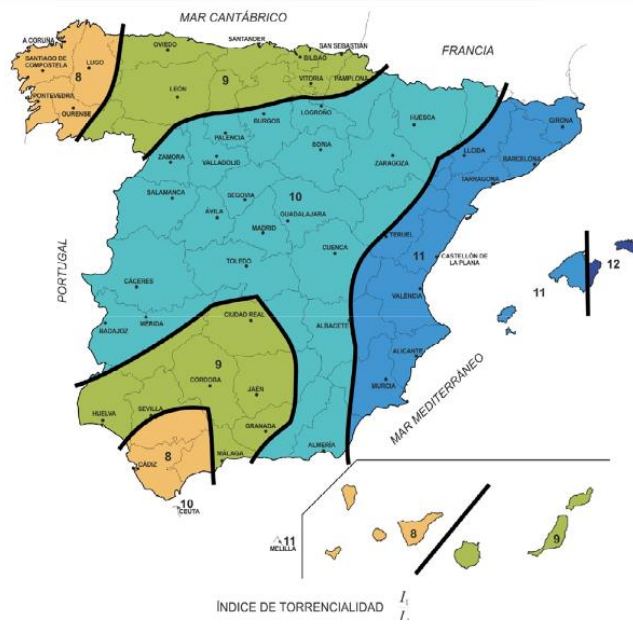 MAR CANTÁBRICO
A CORUÑA
SANTIAGO DE
COMPOSTELA
LUGO
8
PONTEVEDRA
OURENSE
OVIEDO
SANTANDER
SAN SEBASTIÁN
BILBAO
VITORIA
PAMPLONA
LEÓN
9
FRANCIA
BURGOS
LOGROÑO
HUESCA
PALENCIA
ZAMORA
VALLADOLID
SORIA
ZARAGOZA
LLEIDA
GIRONA
BARCELONA
TARRAGONA
SALAMANCA
SEGOVIA
10
ÁVILA
GUADALAJARA
MADRID
TERUEL
CUENCA
TOLEDO
11
CASTELLÓN
DE LA PLANA
PORTUGAL
CÁCERES
VALENCIA
11
12
BADAJOZ
MÉRIDA
CIUDAD REAL
ALBACETE
ALICANTE
MURCIA
MAR MEDITERRÁNEO
9
CÓRDOBA
JAÉN
HUELVA
SEVILLA
GRANADA
8
CÁDIZ
MÁLAGA
ALMERÍA
10
CEUTA
11
MELILLA
8
9
ÍNDICE DE TORRENCIALIDAD